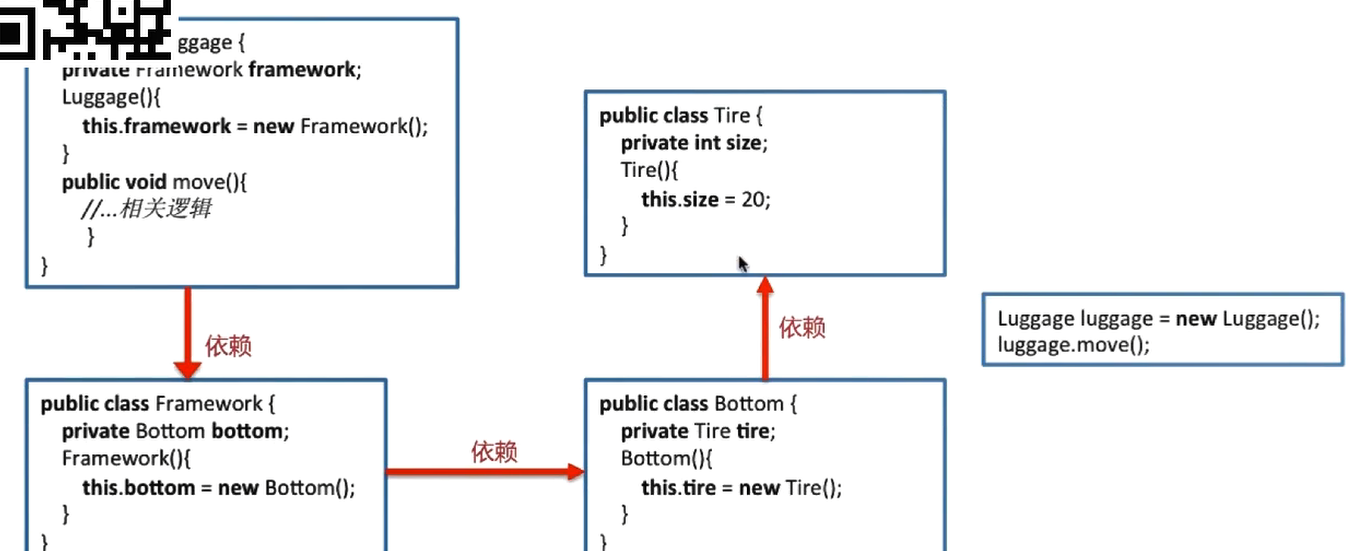 ggage {
private Framework framework;
Luggage(){
this.framework = new Framework();
}
public void move(){
//...相关逻辑
}
}
依赖
public class Framework {
private Bottom bottom;
Framework(){
this.bottom = new Bottom();
}
}
依赖
public class Tire {
private int size;
Tire(){
this.size = 20;
}
}
依赖
public class Bottom {
private Tire tire;
Bottom(){
this.tire = new Tire();
}
}
Luggage luggage = new Luggage();
luggage.move();